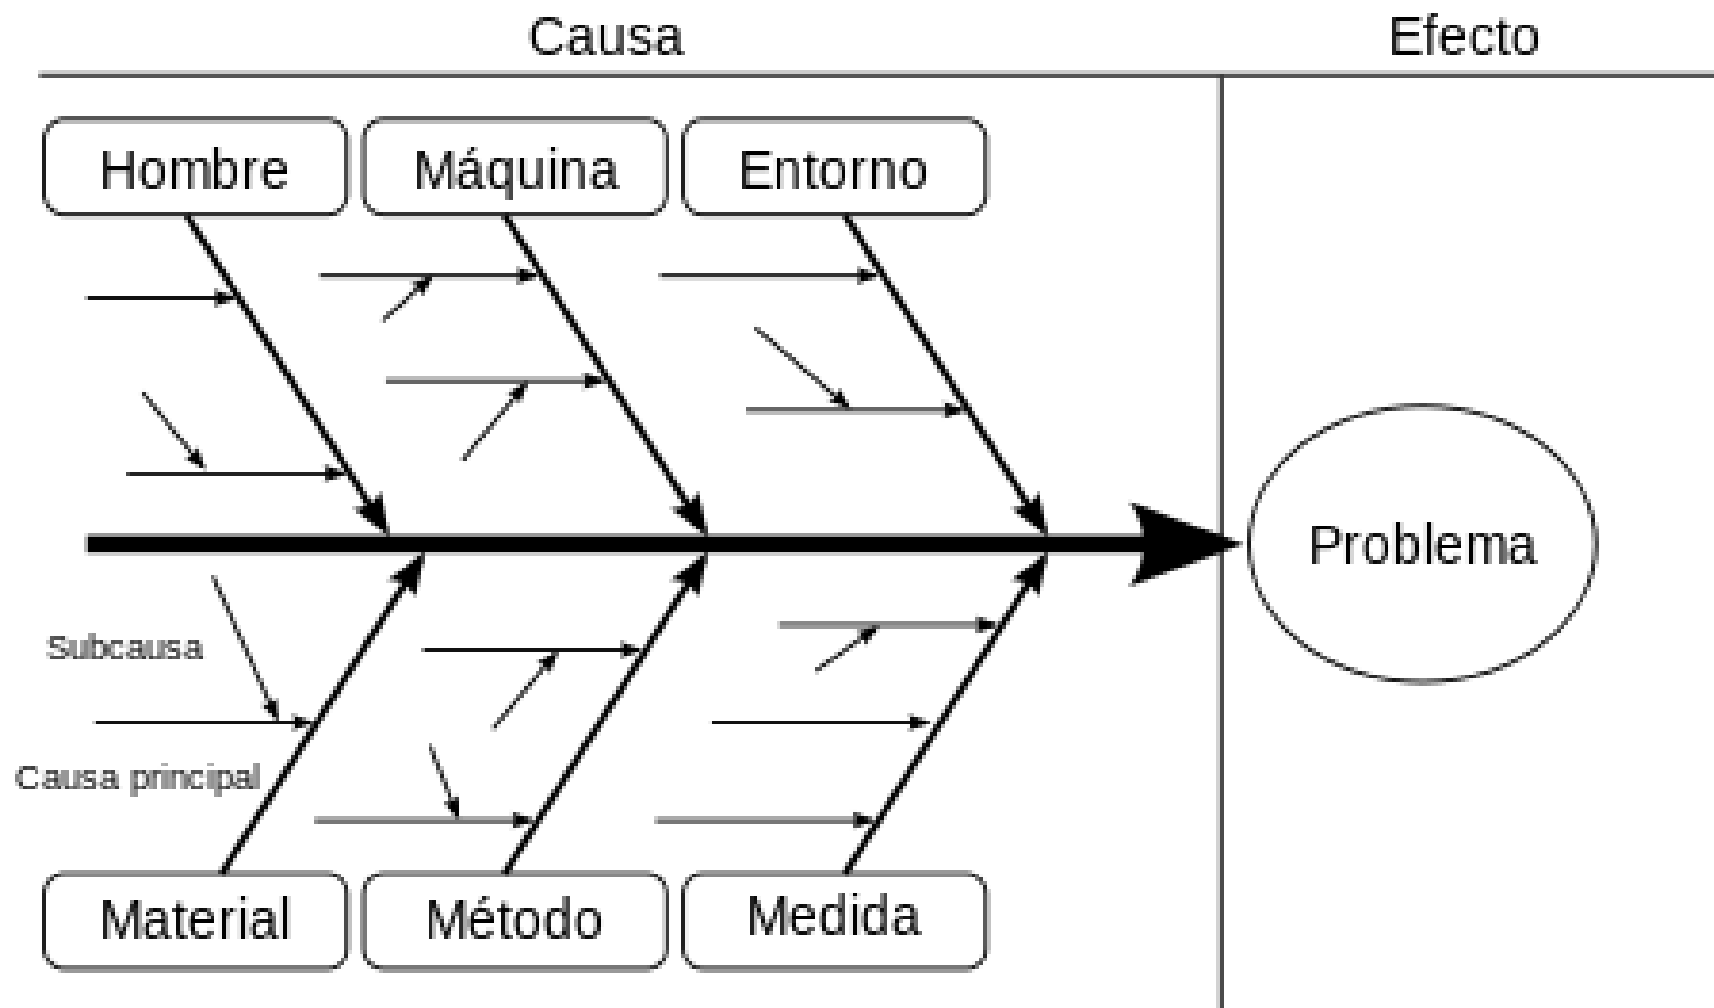 Causa
Efecto
Hombre
Máquina
Entorno
Problema
Subcausa
Causa principal
Material
Método
Medida